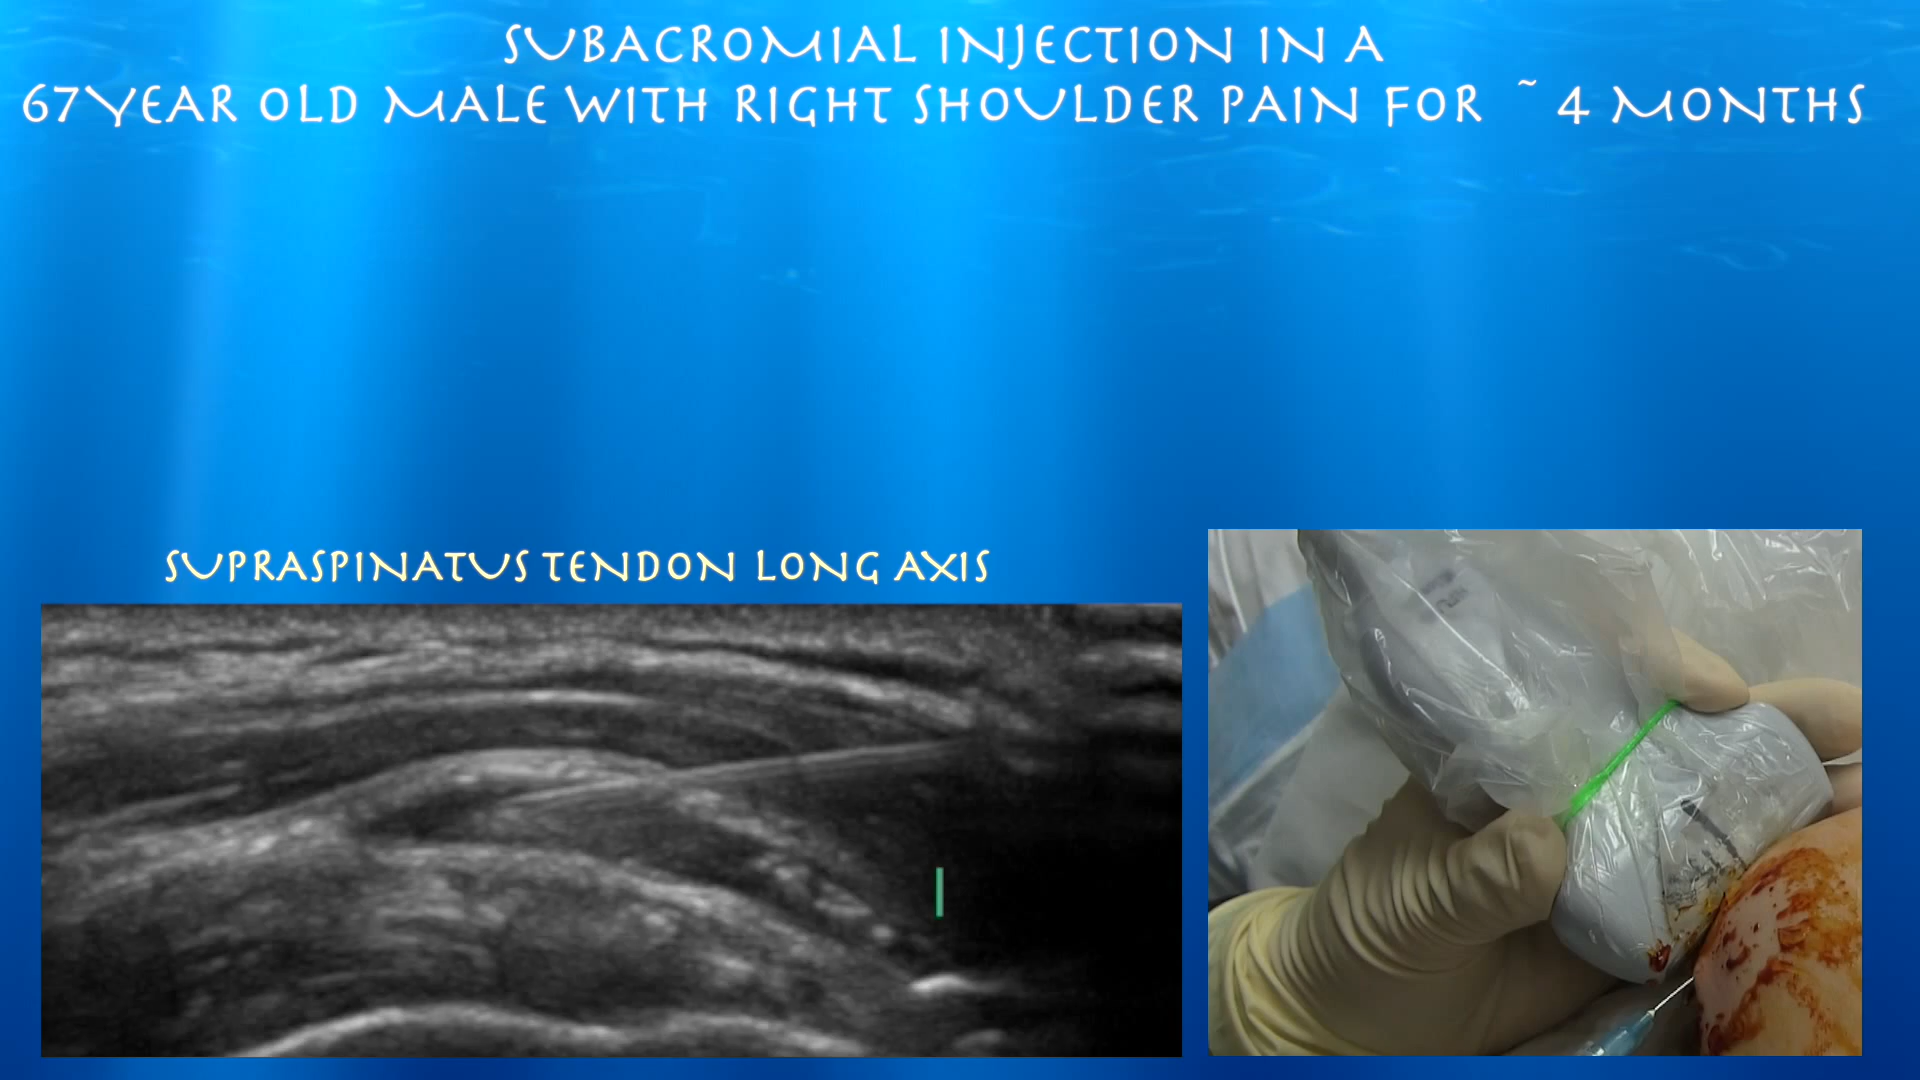 SUBACROMIAL INJECTION IN A
67YEAR OLD MALE WITH RIGHT SHOULDER PAIN FOR ~ 4 MONTHS
SUPRASPINATUS TENDON LONG AXIS